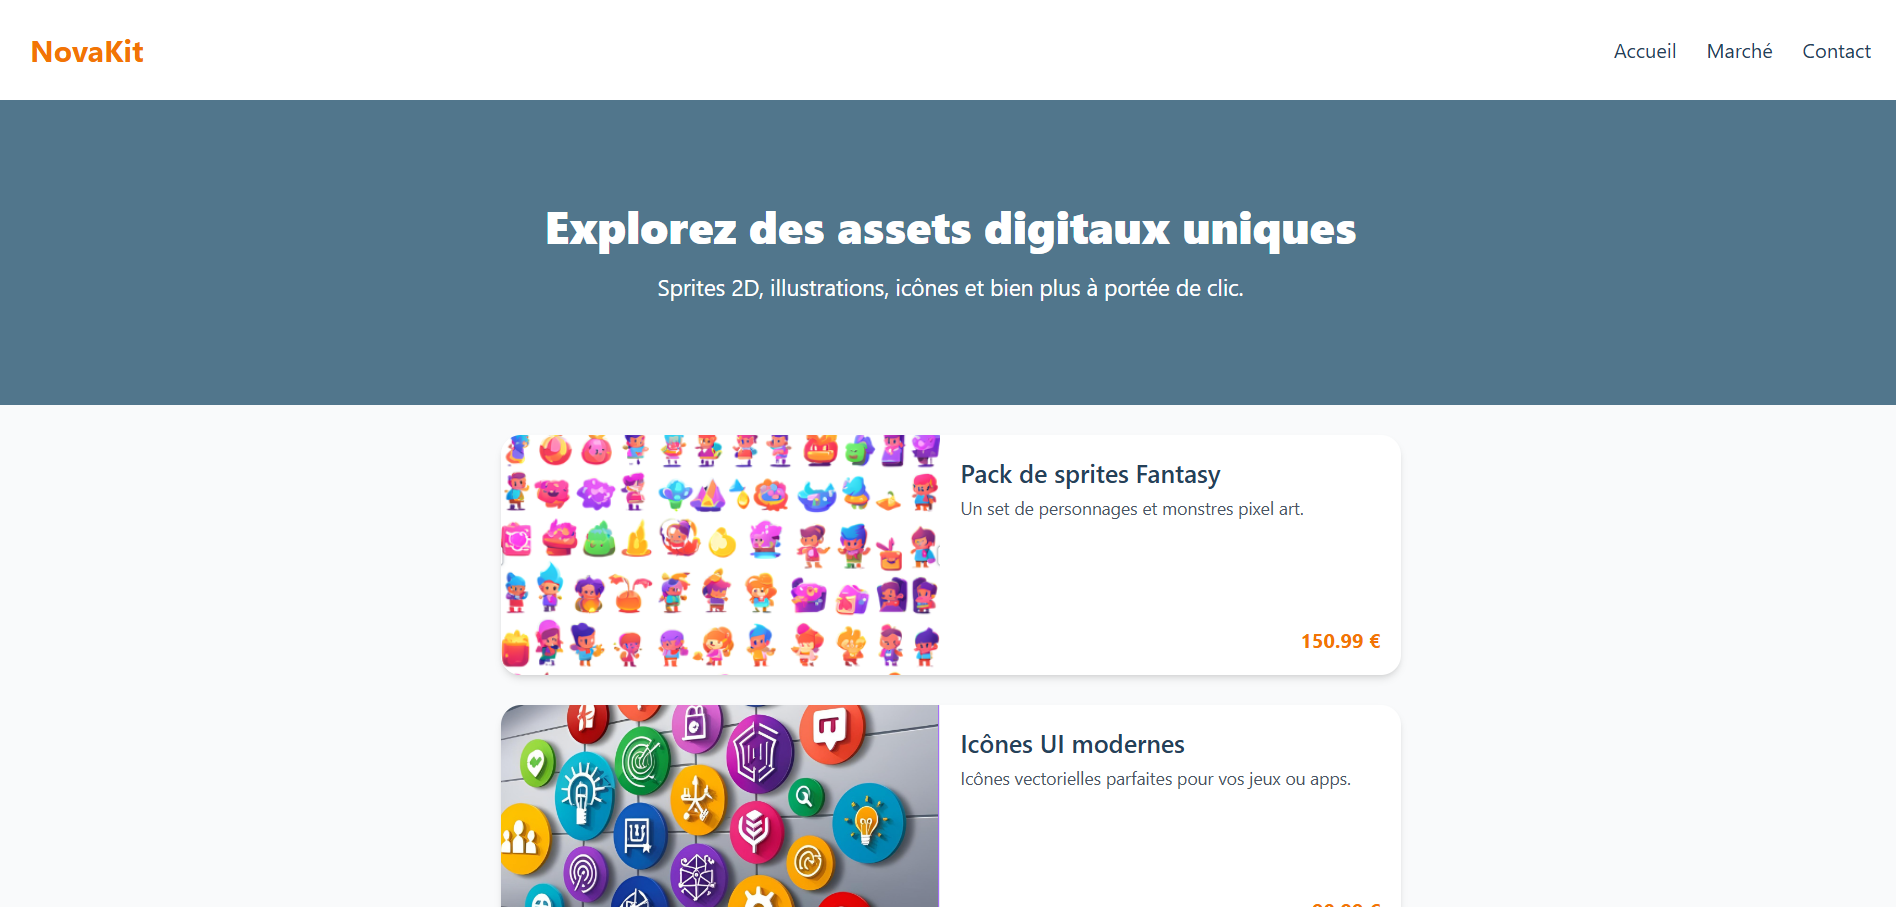 NovaKit
Accueil Marché Contact
Explorez des assets digitaux uniques
Sprites 2D, illustrations, icônes et bien plus à portée de clic.
Pack de sprites Fantasy
Un set de personnages et monstres pixel art.
150.99 €
Icônes UI modernes
Icônes vectorielles parfaites pour vos jeux ou apps.